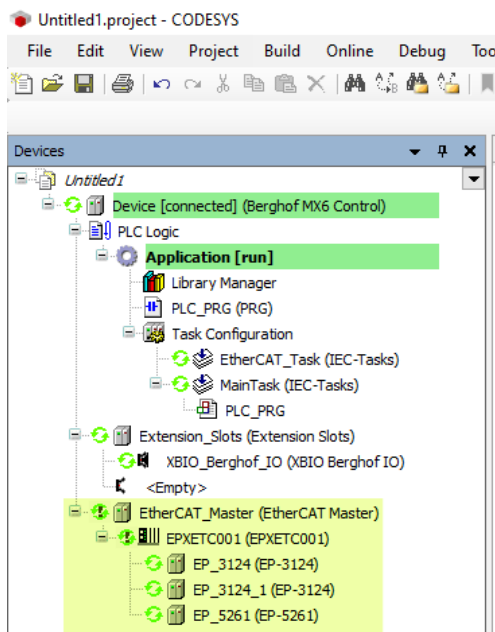 Untitled1.project - CODESYS
File Edit View Project Build Online Debug Too
Devices
Untitled1
Device [connected] (Berghof MX6 Control)
PLC Logic
Application [run]
Library Manager
PLC_PRG (PRG)
Task Configuration
EtherCAT_Task (IEC-Tasks)
MainTask (IEC-Tasks)
PLC_PRG
Extension_Slots (Extension Slots)
XBIO_Berghof_IO (XBIO Berghof IO)
<Empty>
EtherCAT_Master (EtherCAT Master)
EPXETC001 (EPXETC001)
EP_3124 (EP-3124)
EP_3124_1 (EP-3124)
EP_5261 (EP-5261)